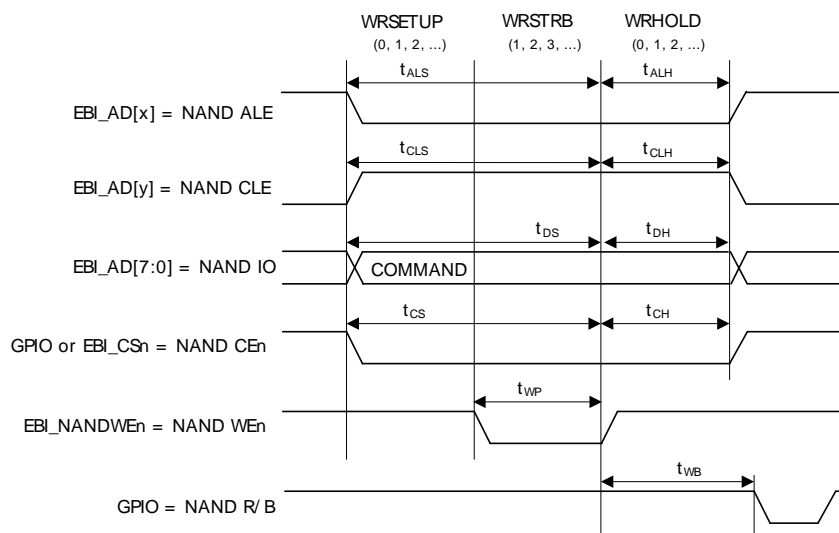 WRSETUP WRSTRB WRHOLD
(0, 1, 2, ...) (1, 2, 3, ...) (0, 1, 2, ...)
tALS tALH
EBI_AD[x] = NAND ALE
tCLS tCLH
EBI_AD[y] = NAND CLE
tDS tDH
EBI_AD[7:0] = NAND IO COMMAND
tCS tCH
GPIO or EBI_CSn = NAND CEn
tWP
EBI_NANDWEn = NAND WEn
tWB
GPIO = NAND R/B